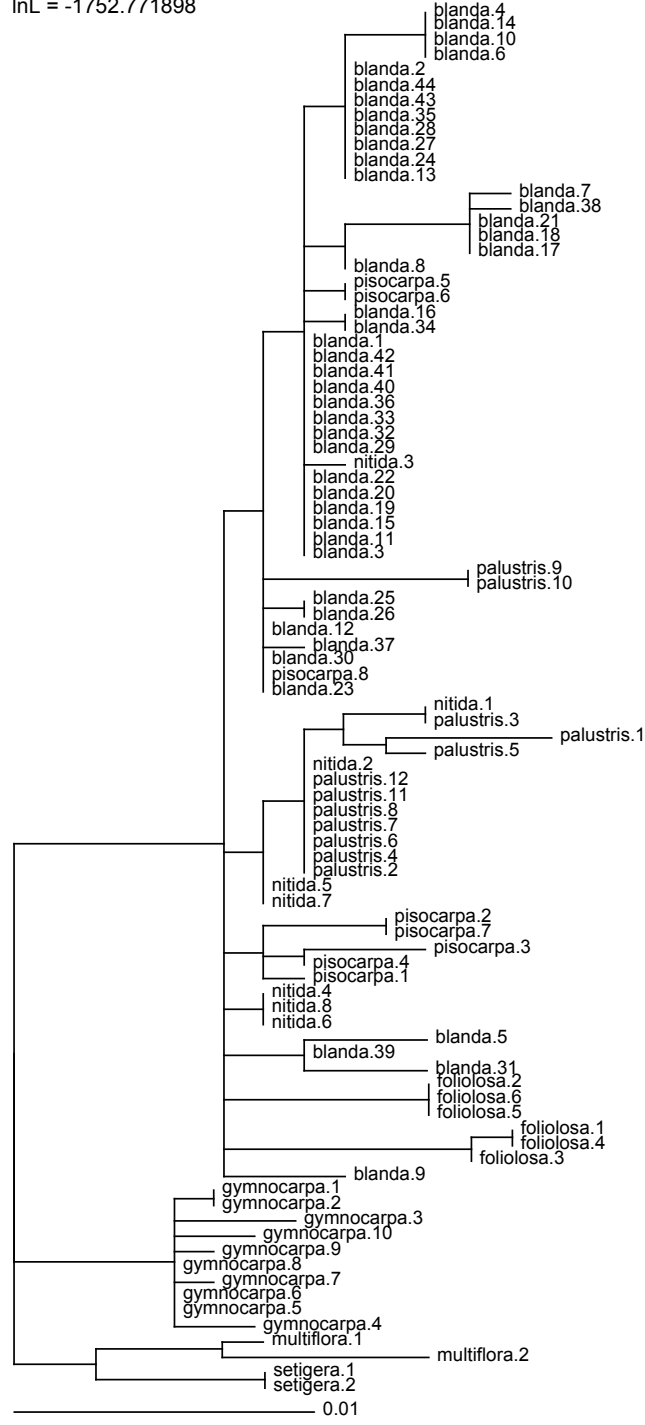 lnL = -1752.771898
blanda.4
blanda.14
blanda.10
blanda.6
blanda.2
blanda.44
blanda.43
blanda.35
blanda.28
blanda.27
blanda.24
blanda.13
blanda.7
blanda.38
blanda.21
blanda.18
blanda.17
blanda.8
pisocarpa.5
pisocarpa.6
blanda.16
blanda.34
blanda.1
blanda.42
blanda.41
blanda.40
blanda.36
blanda.33
blanda.32
blanda.29
nitida.3
blanda.22
blanda.20
blanda.19
blanda.15
blanda.11
blanda.3
palustris.9
palustris.10
blanda.25
blanda.26
blanda.12
blanda.37
blanda.30
pisocarpa.8
blanda.23
nitida.1
palustris.3
palustris.1
palustris.5
nitida.2
palustris.12
palustris.11
palustris.8
palustris.7
palustris.6
palustris.4
palustris.2
nitida.5
nitida.7
pisocarpa.2
pisocarpa.7
pisocarpa.3
pisocarpa.4
pisocarpa.1
nitida.4
nitida.8
nitida.6
blanda.5
blanda.39
blanda.31
foliolosa.2
foliolosa.6
foliolosa.5
foliolosa.1
foliolosa.4
foliolosa.3
blanda.9
gymnocarpa.1
gymnocarpa.2
gymnocarpa.3
gymnocarpa.10
gymnocarpa.9
gymnocarpa.8
gymnocarpa.7
gymnocarpa.6
gymnocarpa.5
gymnocarpa.4
multiflora.1
multiflora.2
setigera.1
setigera.2
0.01